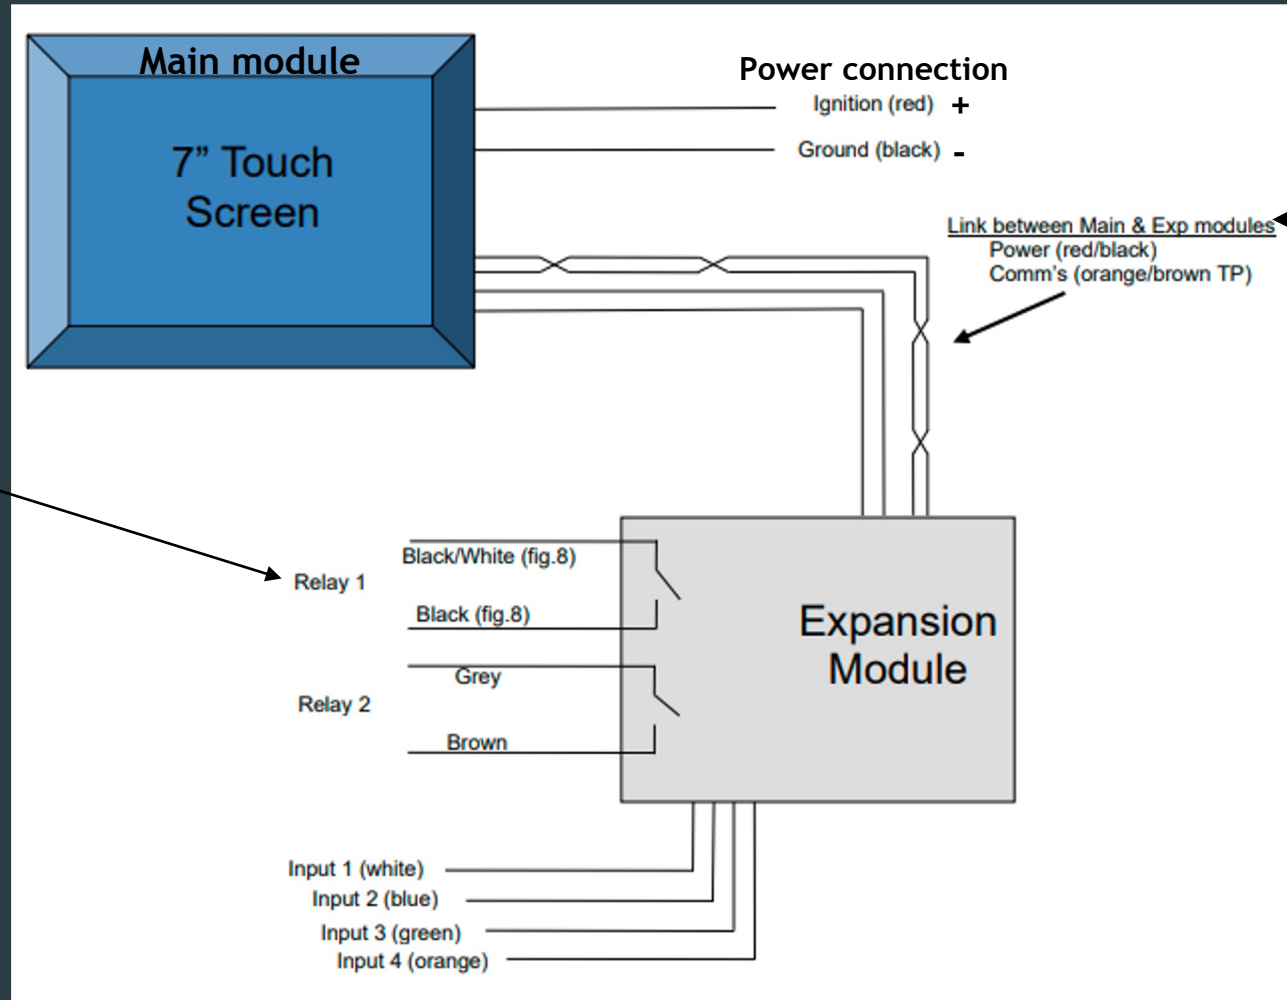 Main module
7” Touch
Screen
Power connection
Ignition (red) +
Ground (black) -
Link between Main & Exp modules
Power (red/black)
Comm's (orange/brown TP)
Relay 1
Black/White (fig.8)
Black (fig.8)
Relay 2
Grey
Brown
Expansion
Module
Input 1 (white)
Input 2 (blue)
Input 3 (green)
Input 4 (orange)